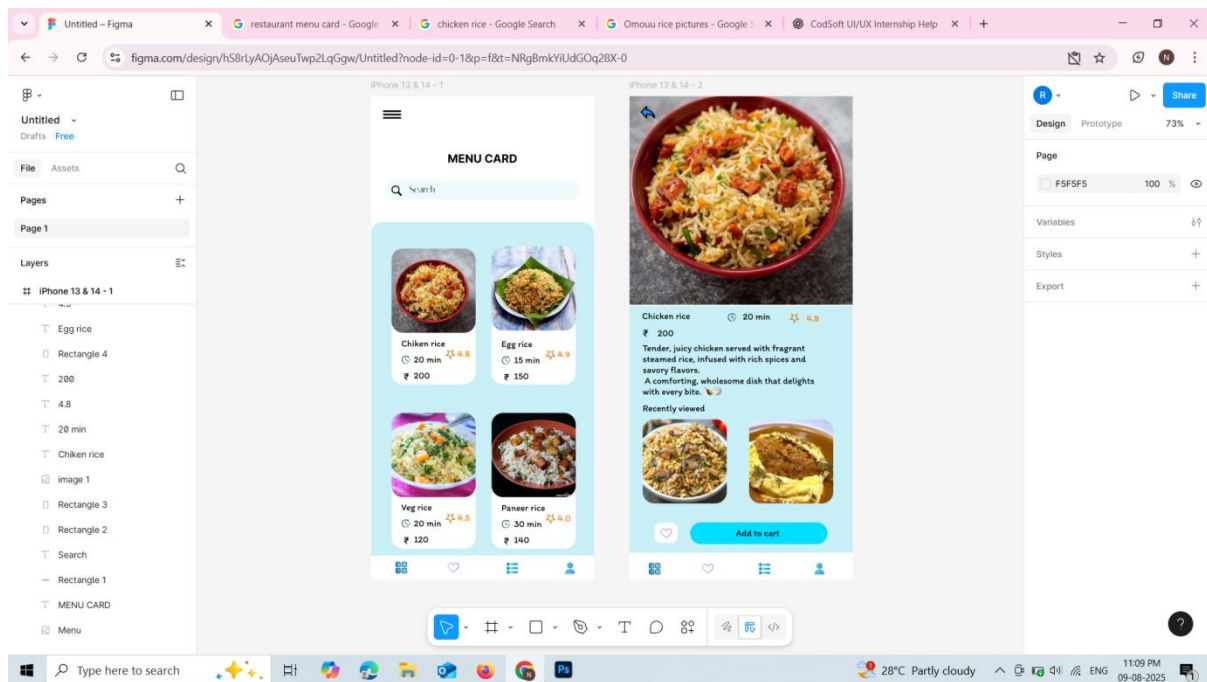 Untitled – Figma
restaurant menu card - Google
chicken rice - Google Search
Omouu rice pictures - Google S
CodSoft UI/UX Internship Help
figma.com/design/hS8rLyAOjAseuTwp2LqGgw/Untitled?node-id=0-1&p=f&t=NRgBmkYiUdGOq28X-0
N
Untitled
Drafts Free
File Assets
Pages
Page 1
Layers
iPhone 13 & 14 - 1
4.9
Egg rice
Rectangle 4
200
4.8
20 min
Chiken rice
image 1
Rectangle 3
Rectangle 2
Search
Rectangle 1
MENU CARD
Menu
iPhone 13 & 14 - 1
MENU CARD
Search
Chiken rice
20 min 4.8
₹ 200
Egg rice
15 min 4.9
₹ 150
Veg rice
20 min 4.5
₹ 120
Paneer rice
30 min 4.0
₹ 140
iPhone 13 & 14 - 2
Chicken rice 20 min 4.8
₹ 200
Tender, juicy chicken served with fragrant
steamed rice, infused with rich spices and
savory flavors.
A comforting, wholesome dish that delights
with every bite. 🍗🍚
Recently viewed
Add to cart
R
Share
Design Prototype 73%
Page
F5F5F5 100 %
Variables
Styles
Export
?
Type here to search
Ps
28°C Partly cloudy
ENG
11:09 PM
09-08-2025